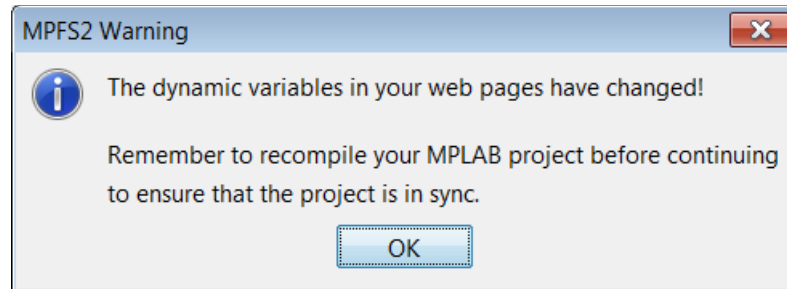 MPFS2 Warning
The dynamic variables in your web pages have changed!
Remember to recompile your MPLAB project before continuing
to ensure that the project is in sync.
OK